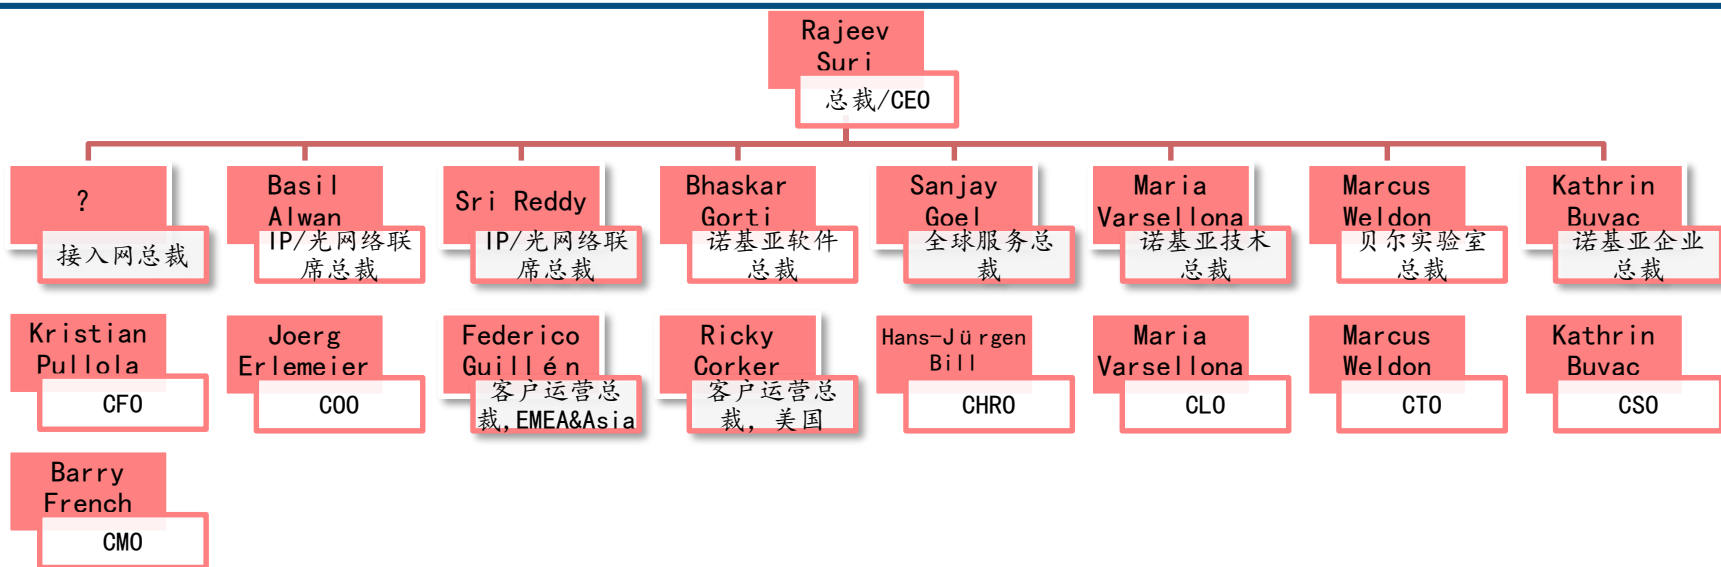 Rajeev
Suri
总裁/CEO
?
接入网总裁
Basil
Alwan
IP/光网络联
席总裁
Sri Reddy
IP/光网络联
席总裁
Bhaskar
Gorti
诺基亚软件
总裁
Sanjay
Goel
全球服务总
裁
Maria
Varsellona
诺基亚技术
总裁
Marcus
Weldon
贝尔实验室
总裁
Kathrin
Buvac
诺基亚企业
总裁
Kristian
Pullola
CFO
Joerg
Erlemeier
COO
Federico
Guillén
客户运营总
裁,EMEA&Asia
Ricky
Corker
客户运营总
裁, 美国
Hans-Jürgen
Bill
CHRO
Maria
Varsellona
CLO
Marcus
Weldon
CTO
Kathrin
Buvac
CSO
Barry
French
CMO